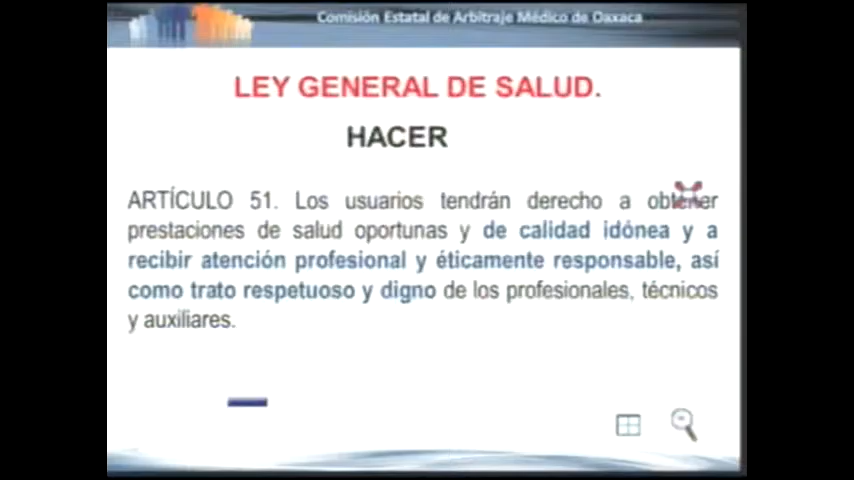 Comisión Estatal de Arbitraje Médico de Oaxaca
LEY GENERAL DE SALUD.
HACER
ARTÍCULO 51. Los usuarios tendrán derecho a obtener
prestaciones de salud oportunas y de calidad idónea y a
recibir atención profesional y éticamente responsable, así
como trato respetuoso y digno de los profesionales, técnicos
y auxiliares.